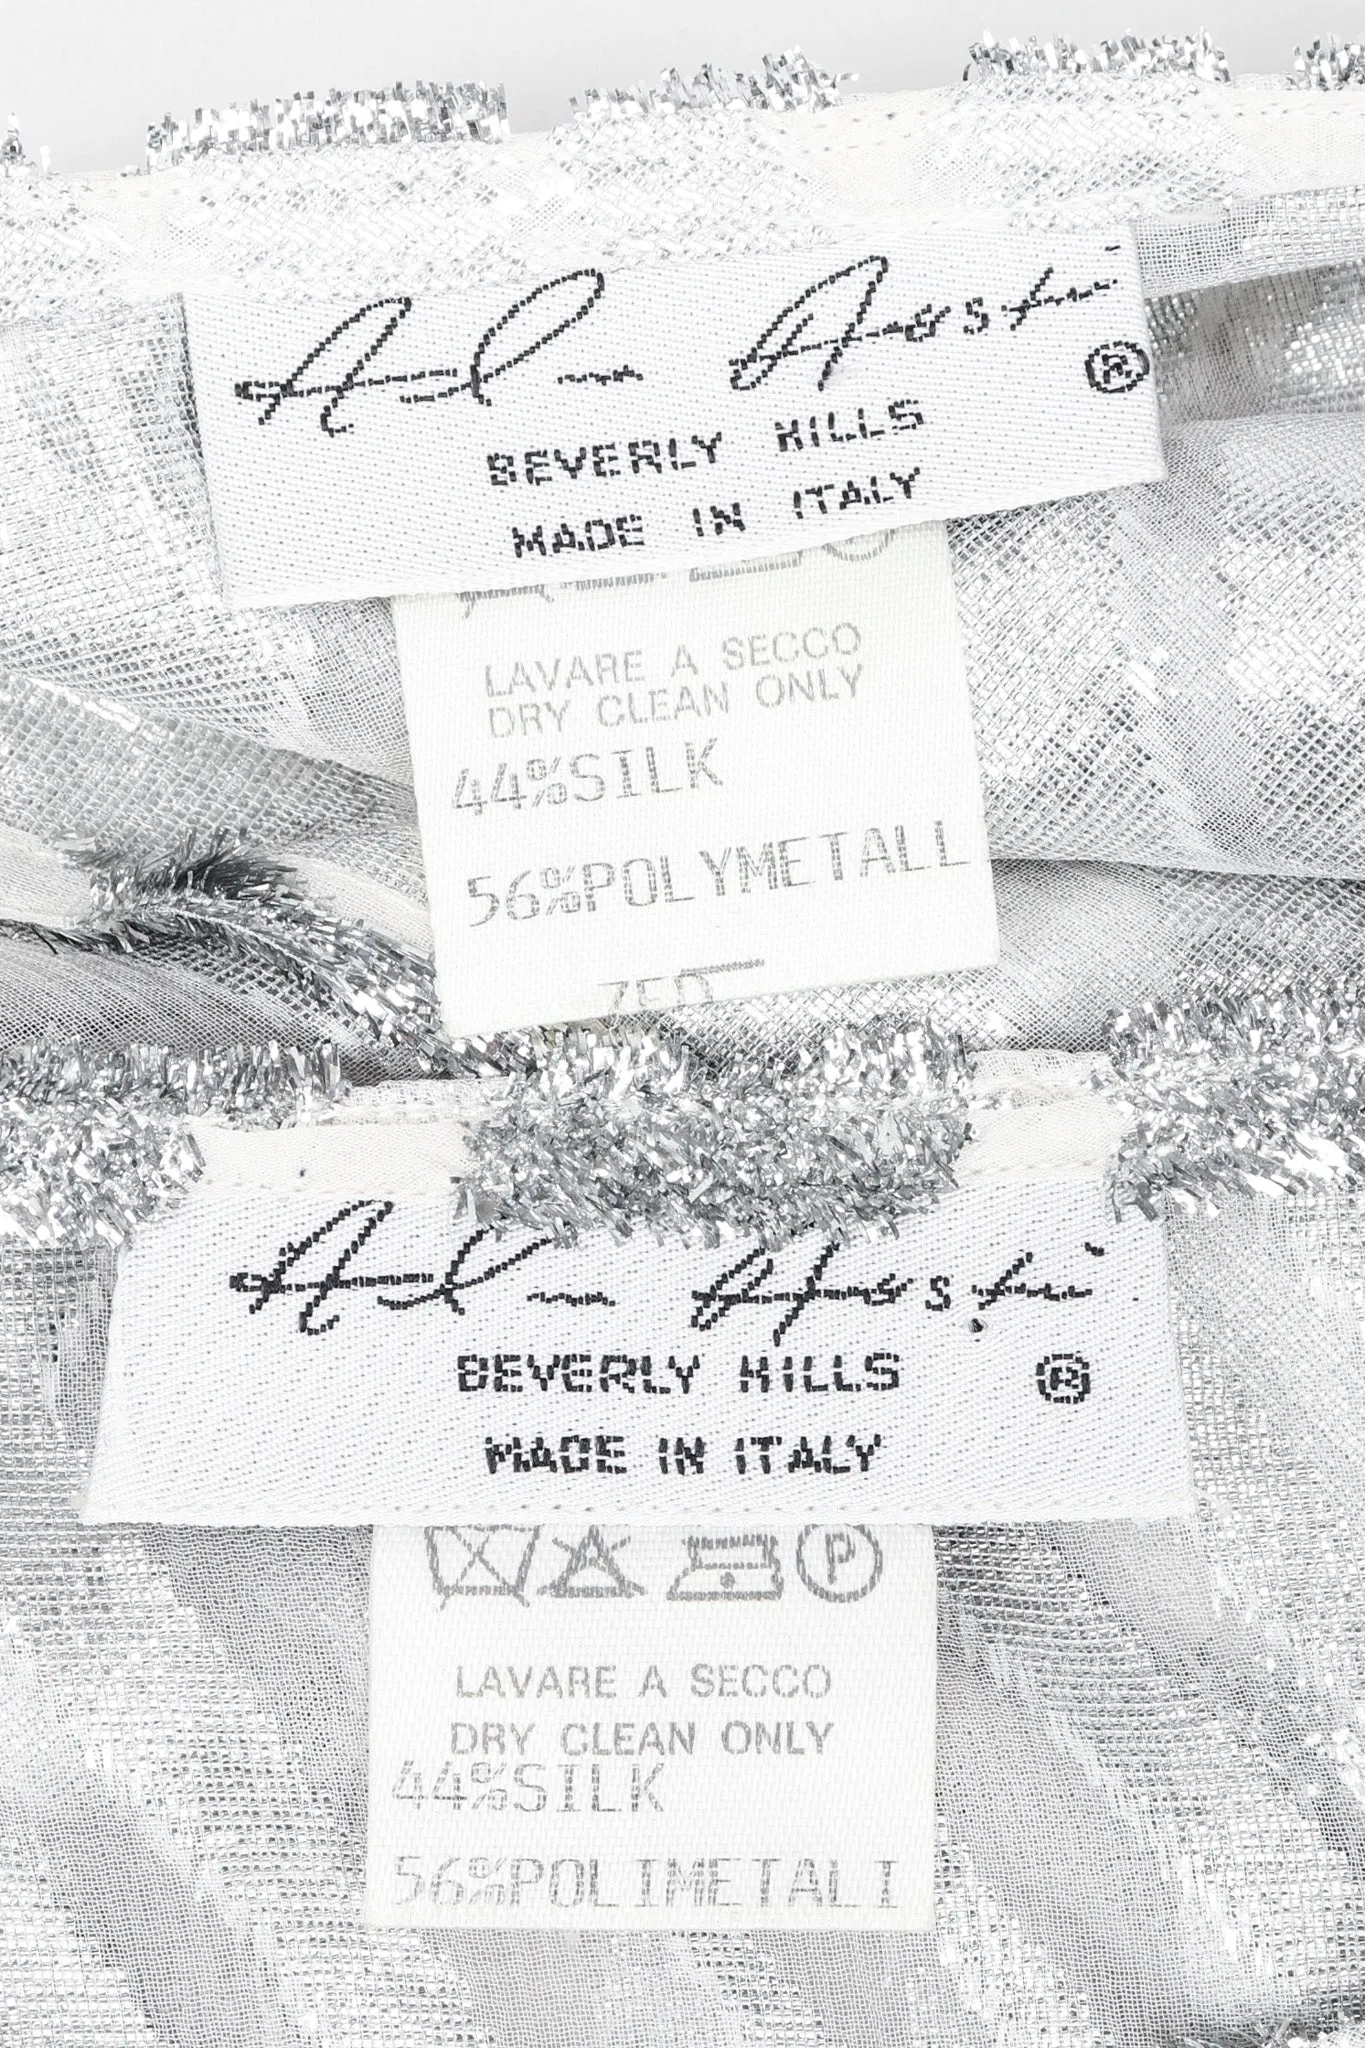 BEVERLY HILLS
®
MADE IN ITALY
LAVARE A SECCO
DRY CLEAN ONLY
44%SILK
56%POLYMETALL
BEVERLY HILLS
®
MADE IN ITALY
P
LAVARE A SECCO
DRY CLEAN ONLY
44%SILK
56%POLIMETALI